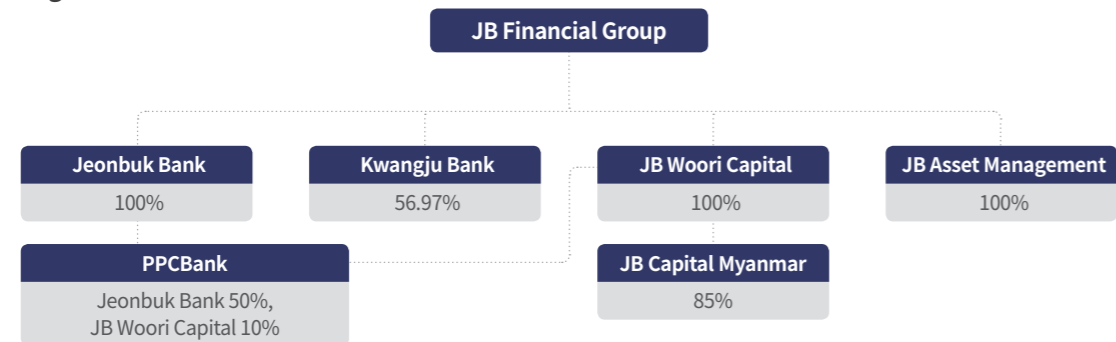 JB Financial Group
Jeonbuk Bank
100%
Kwangju Bank
56.97%
JB Woori Capital
100%
JB Asset Management
100%
PPCBank
Jeonbuk Bank 50%,
JB Woori Capital 10%
JB Capital Myanmar
85%